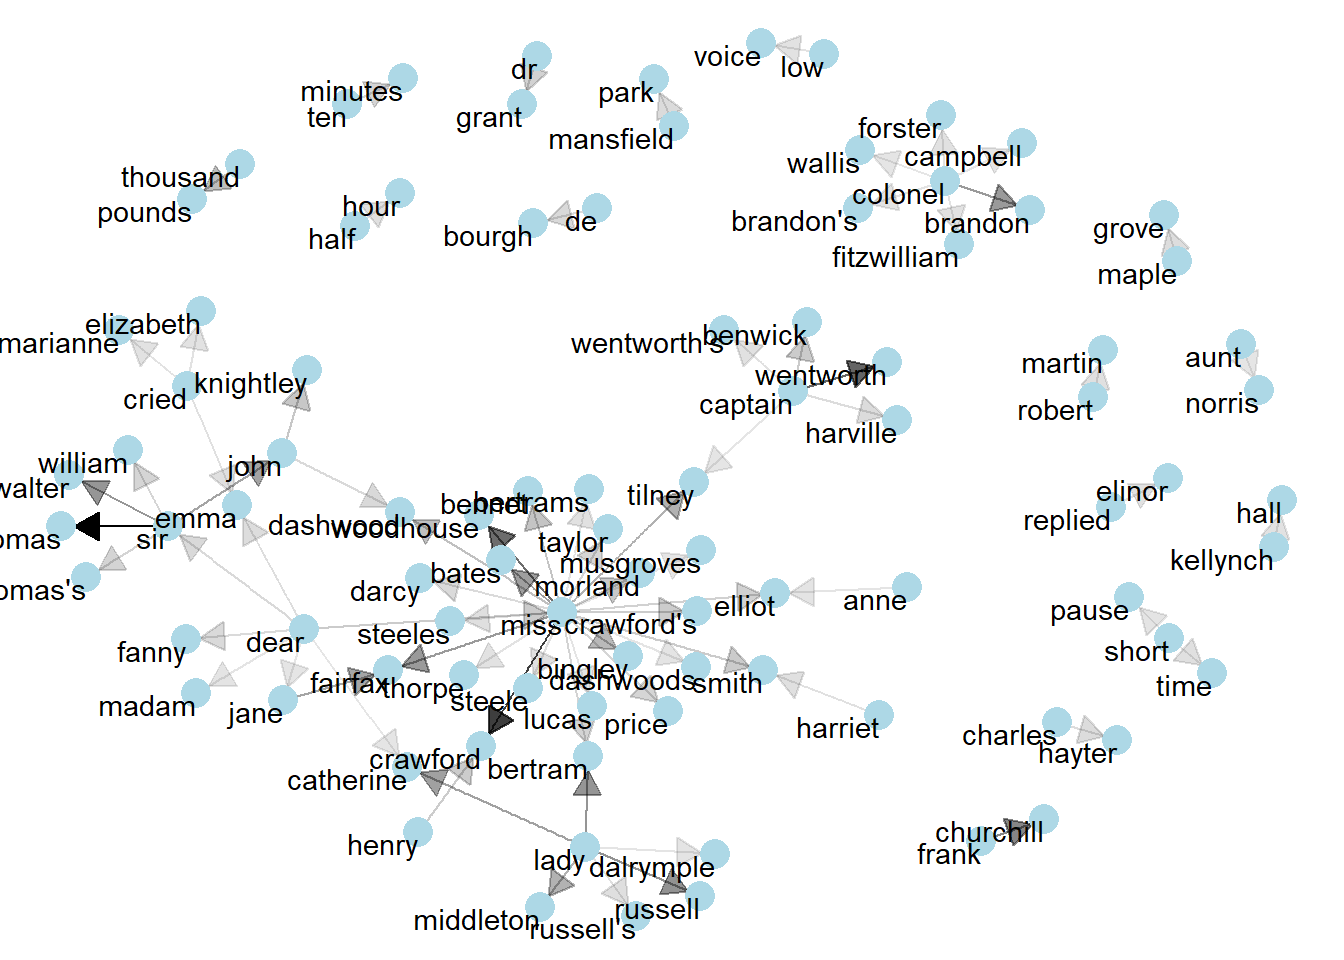 voice
low
dr
park
minutes
ten
grant
mansfield
forster
wallis
campbell
thousand
pounds
hour
half
bourgh
de
colonel
brandon's
brandon
fitzwilliam
grove
maple
elizabeth
marianne
wentworth's
benwick
knightley
cried
wentworth
captain
harville
martin
robert
aunt
norris
william
walter
john
omas
sir
emma
dashwood
woodhouse
bennet
bertrams
tilney
taylor
musgroves
elinor
replied
hall
kellynch
omas's
darcy
bates
morland
steeles
miss
crawford's
elliot
anne
pause
short
time
fanny
dear
madam
jane
fairfax
thorpe
steele
bingley
dashwoods
smith
lucas
price
harriet
charles
hayter
crawford
catherine
bertram
henry
lady
dalrymple
churchill
frank
middleton
russell
russell's